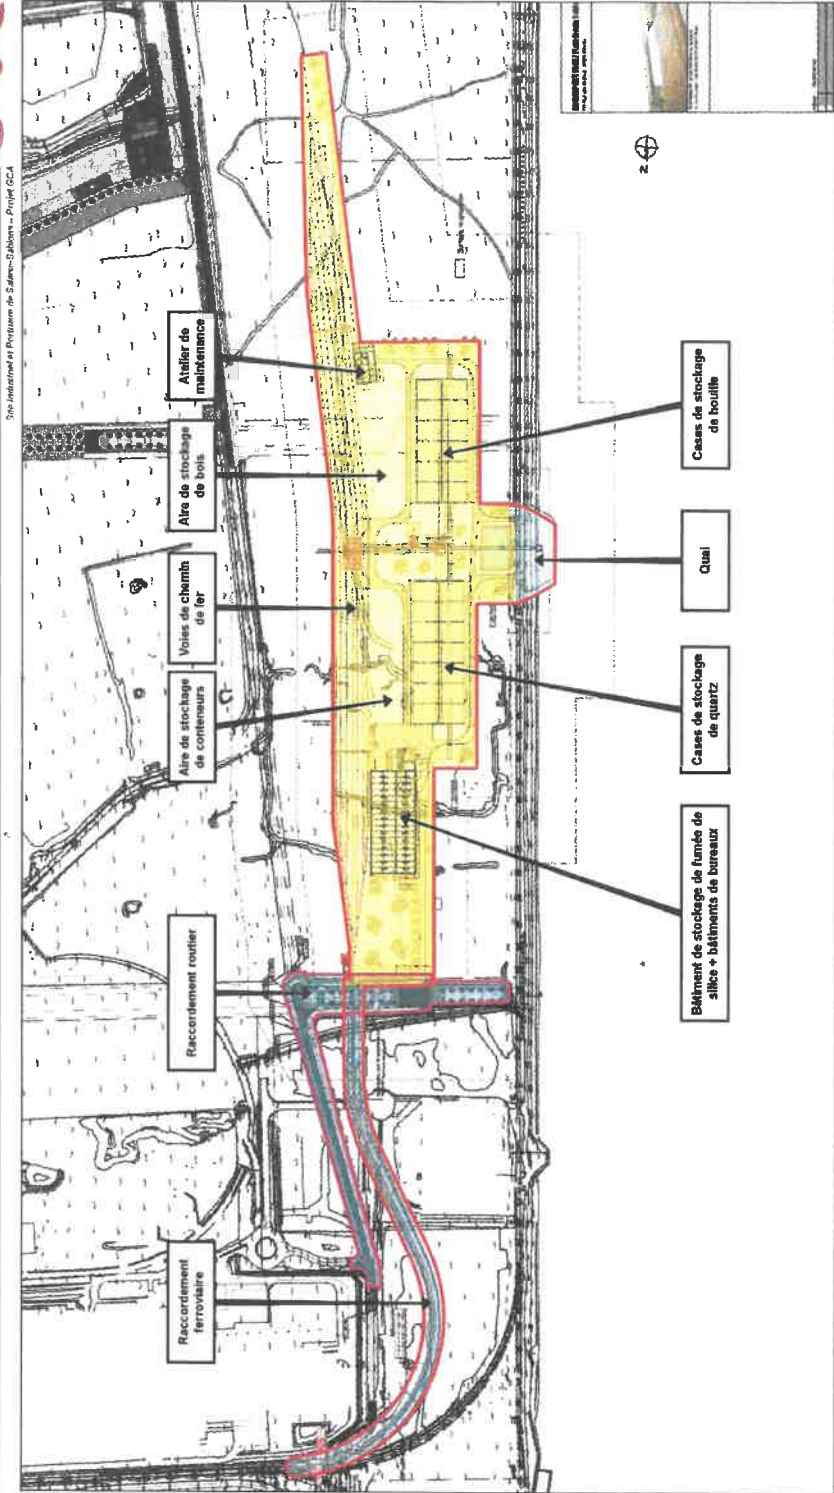 Site Industriel et Portuaire de Salaise-Sablons – Projet GCA
Raccordement
ferroviaire
Raccordement routier
Aire de stockage
de conteneurs
Voies de chemin
de fer
Aire de stockage
de bois
Atelier de
maintenance
Bâtiment de stockage de fumée de
silice + bâtiments de bureaux
Cases de stockage
de quartz
Quai
Cases de stockage
de houille
N